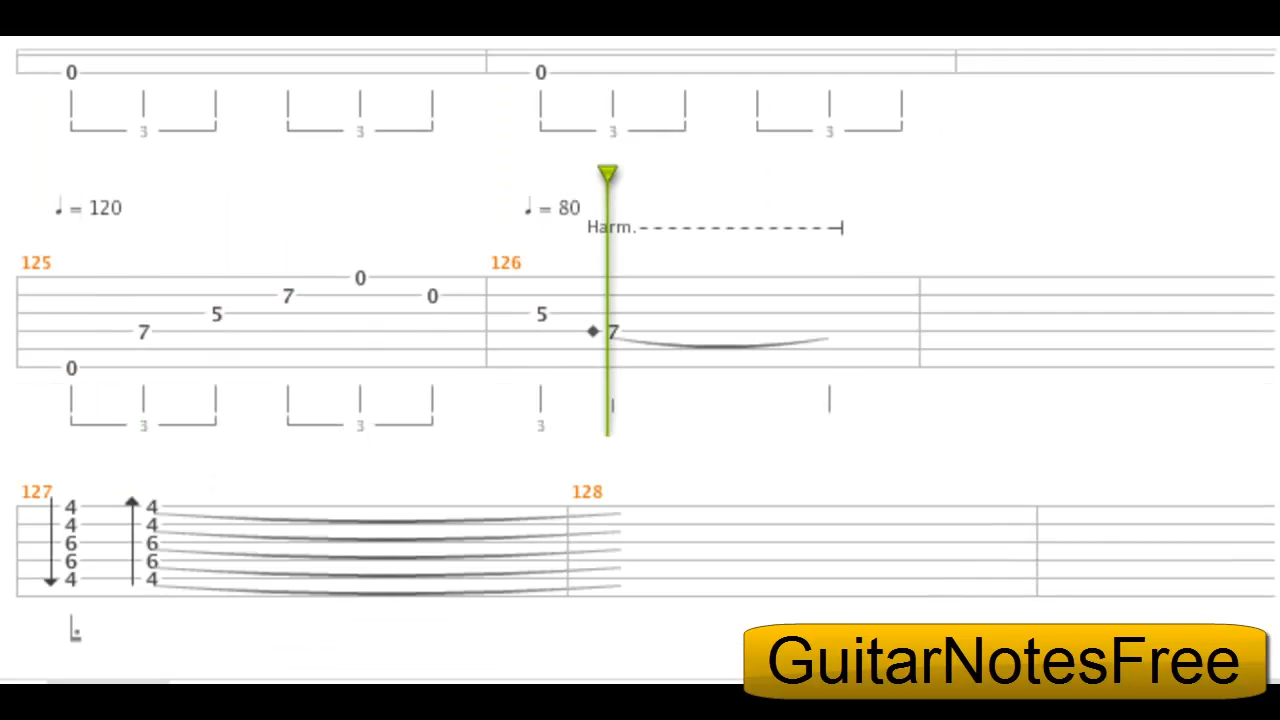 0 0
3 3 3 3
♩ = 120 ♩ = 80
Harm.
125 126
0
7 0
5 5
7 7
0
3 3 3
127 128
4 4
4 4
6 6
6 6
4 4
GuitarNotesFree